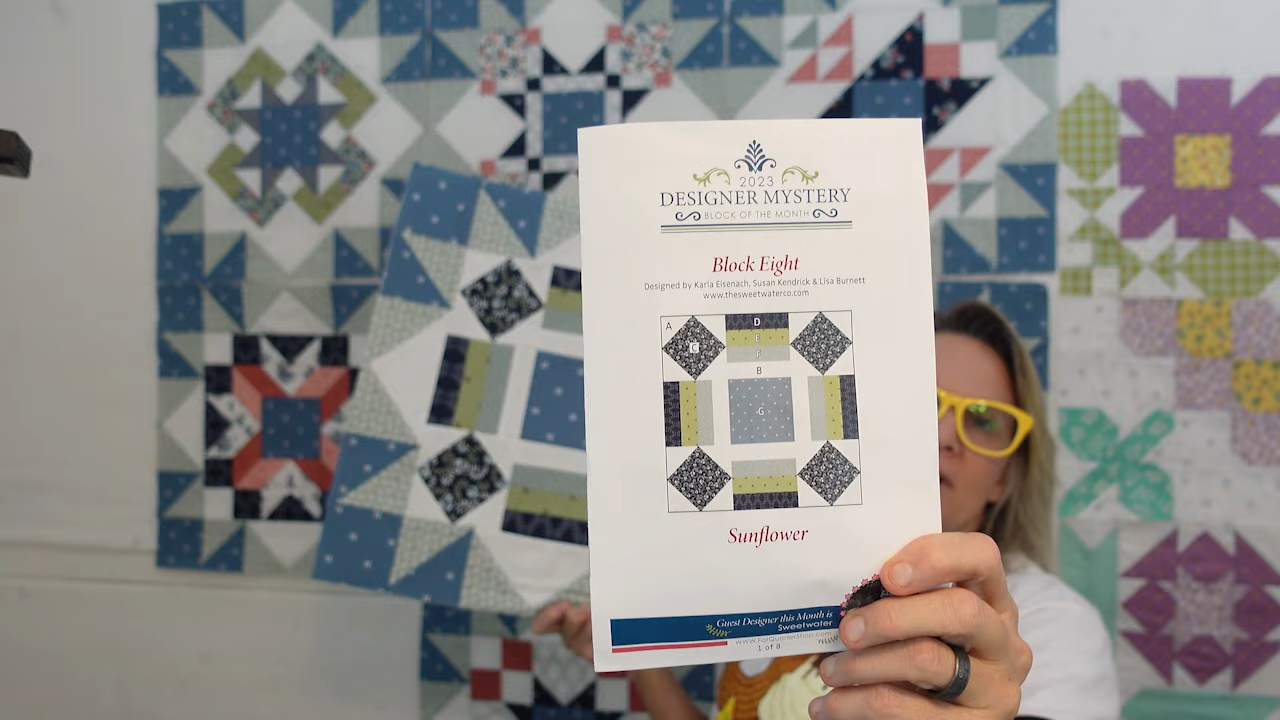 2023
DESIGNER MYSTERY
BLOCK OF THE MONTH
Block Eight
Designed by Karla Eisenach, Susan Kendrick & Lisa Burnett
www.thesweetwaterco.com
A
D
E
F
C
B
G
Sunflower
Guest Designer this Month is
Sweetwater
www.FatQuarterShop.com
1 of 8